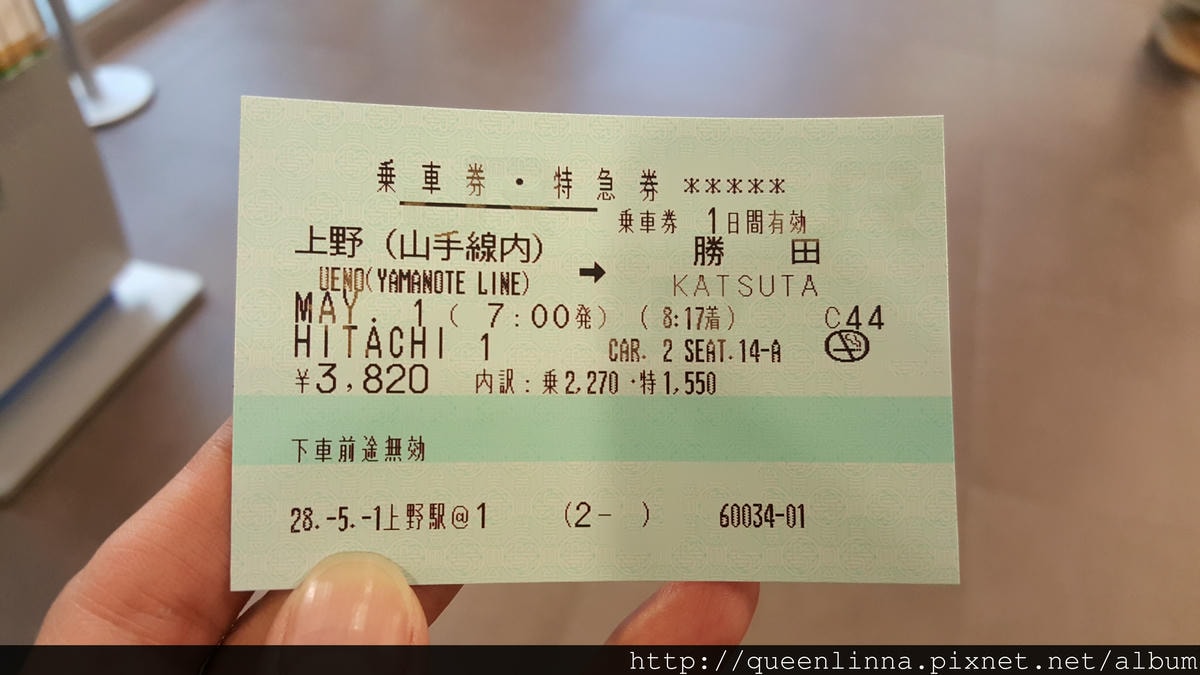 乗車券・特急券 *****
乗車券 1日間有効
上野(山手線内) ➡ 勝田
UENO(YAMANOTE LINE) KATSUTA
MAY. 1 ( 7:00発) ( 8:17着) C44
HITACHI 1 CAR. 2 SEAT.14-A
¥3,820 内訳:乗2,270・特1,550
下車前途無効
28.-5.-1上野駅@1 (2- ) 60034-01
http://queenlinna.pixnet.net/album